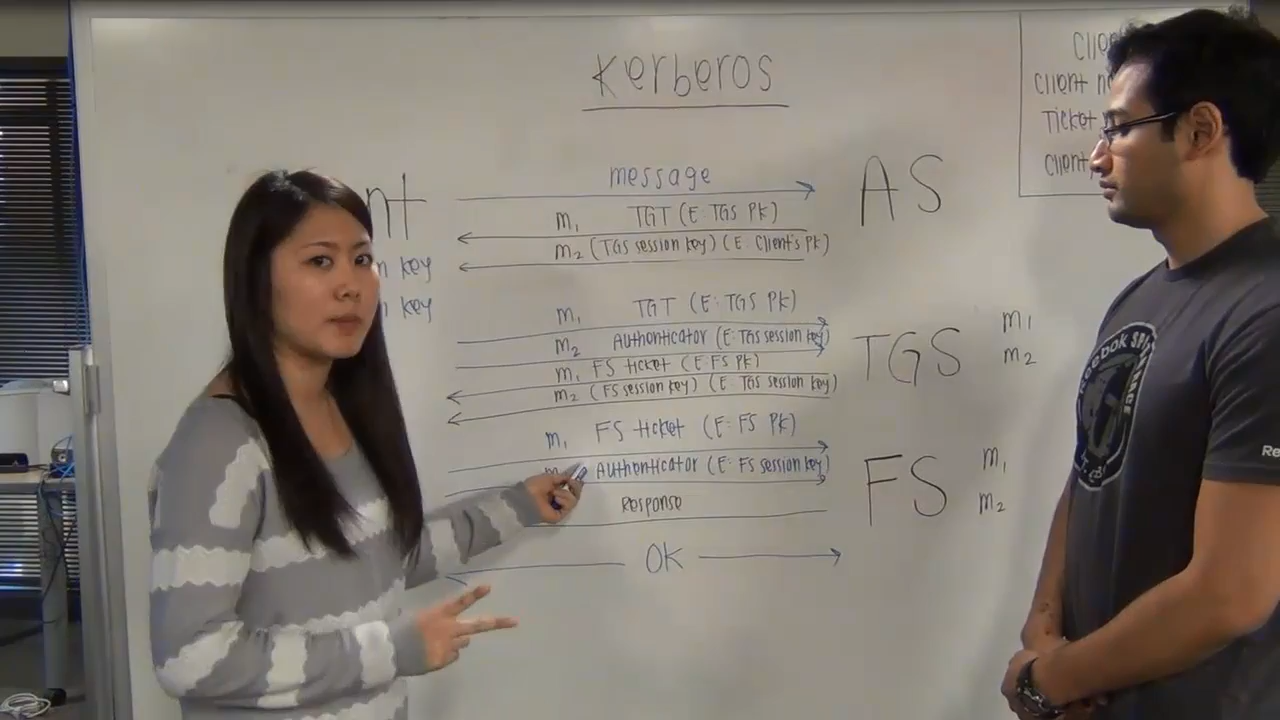 Kerberos
message
AS
m1 TGT (E: TGS PK)
m2 (TGS session key) (E: Client's PK)
key
key
m1 TGT (E: TGS PK)
m2 Authenticator (E: TGS session key)
m1 FS ticket (E: FS PK)
m2 (FS session key) (E: TGS session key)
TGS
m1
m2
m1 FS ticket (E: FS PK)
Authenticator (E: FS session key)
Response
FS
m1
m2
OK
Client
Ticket
Client